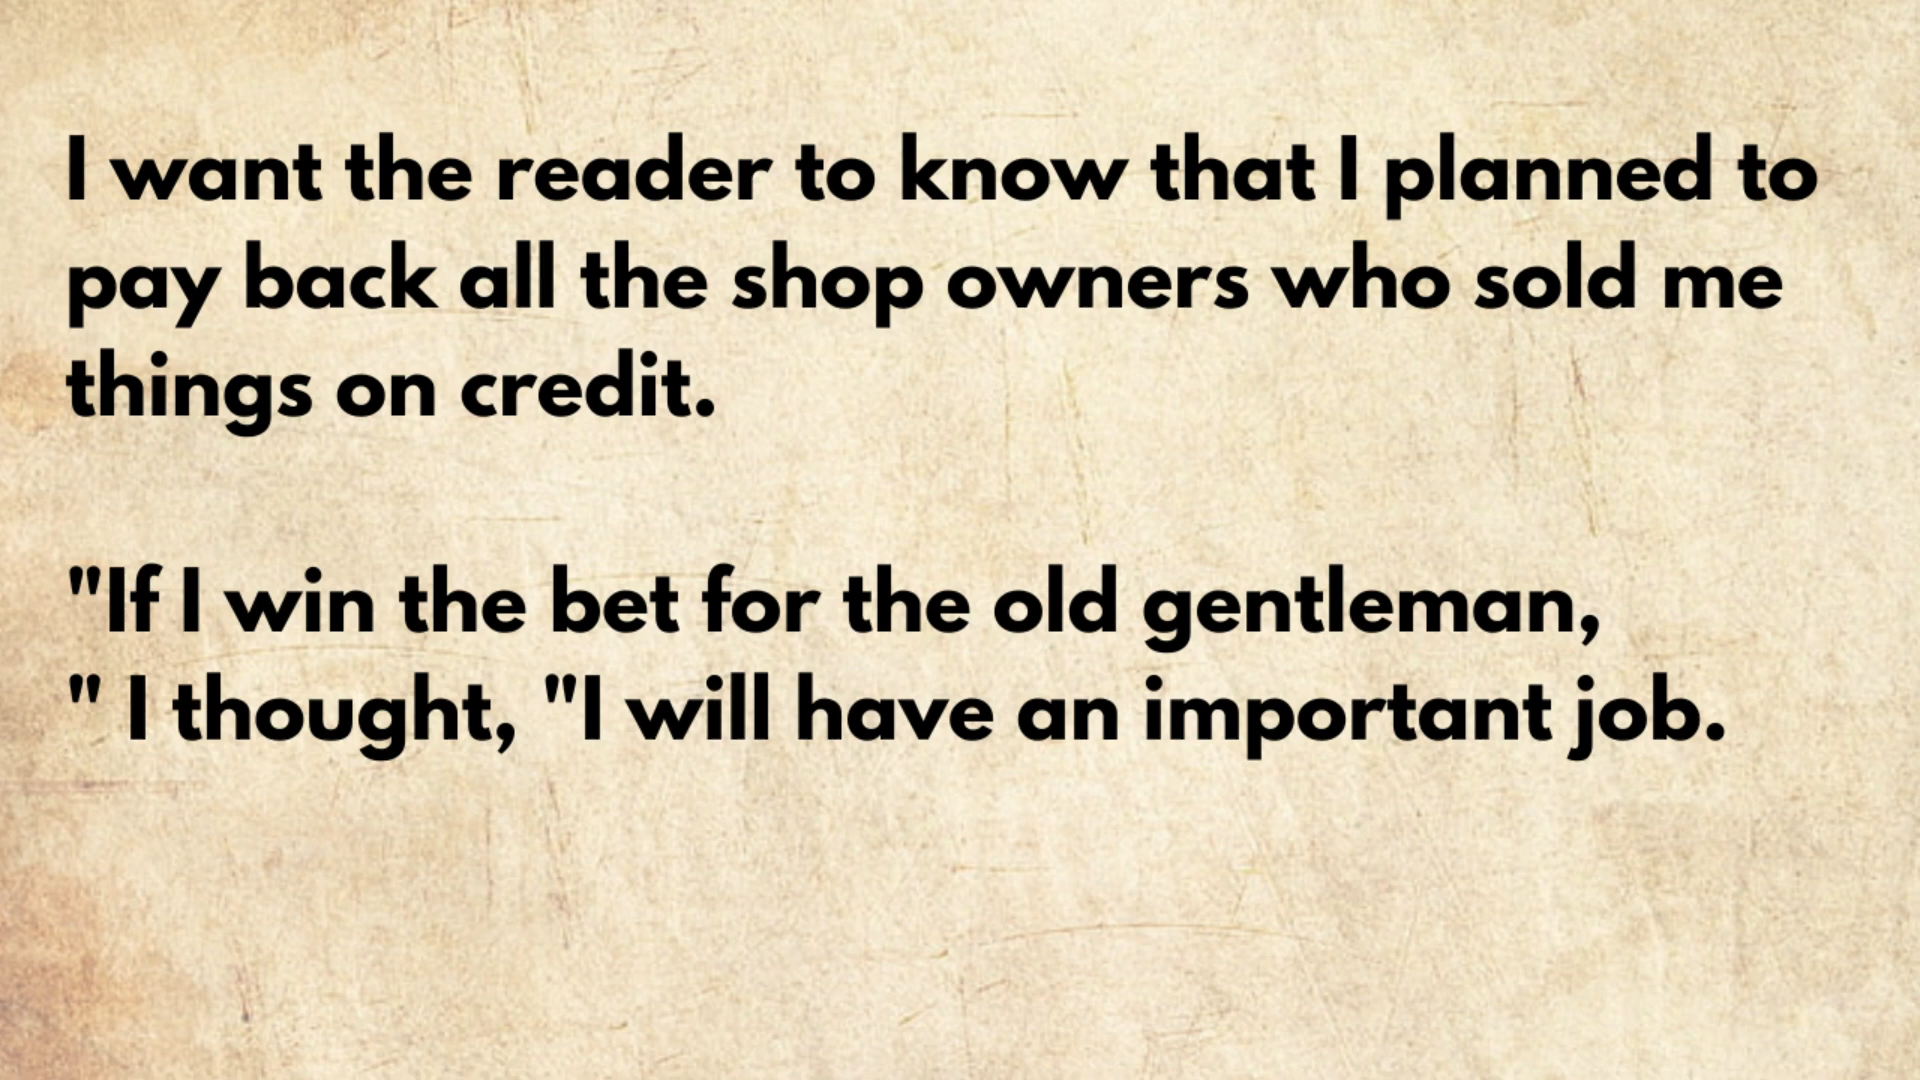 I want the reader to know that I planned to
pay back all the shop owners who sold me
things on credit.
"If I win the bet for the old gentleman,
" I thought, "I will have an important job.